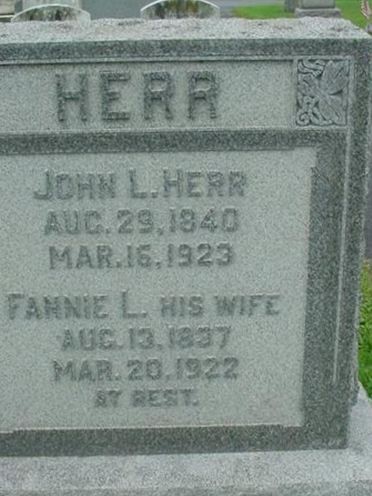 HERR
JOHN L. HERR
AUG. 29, 1840
MAR. 16, 1923
FANNIE L. HIS WIFE
AUG. 13, 1837
MAR. 20, 1922
AT REST.